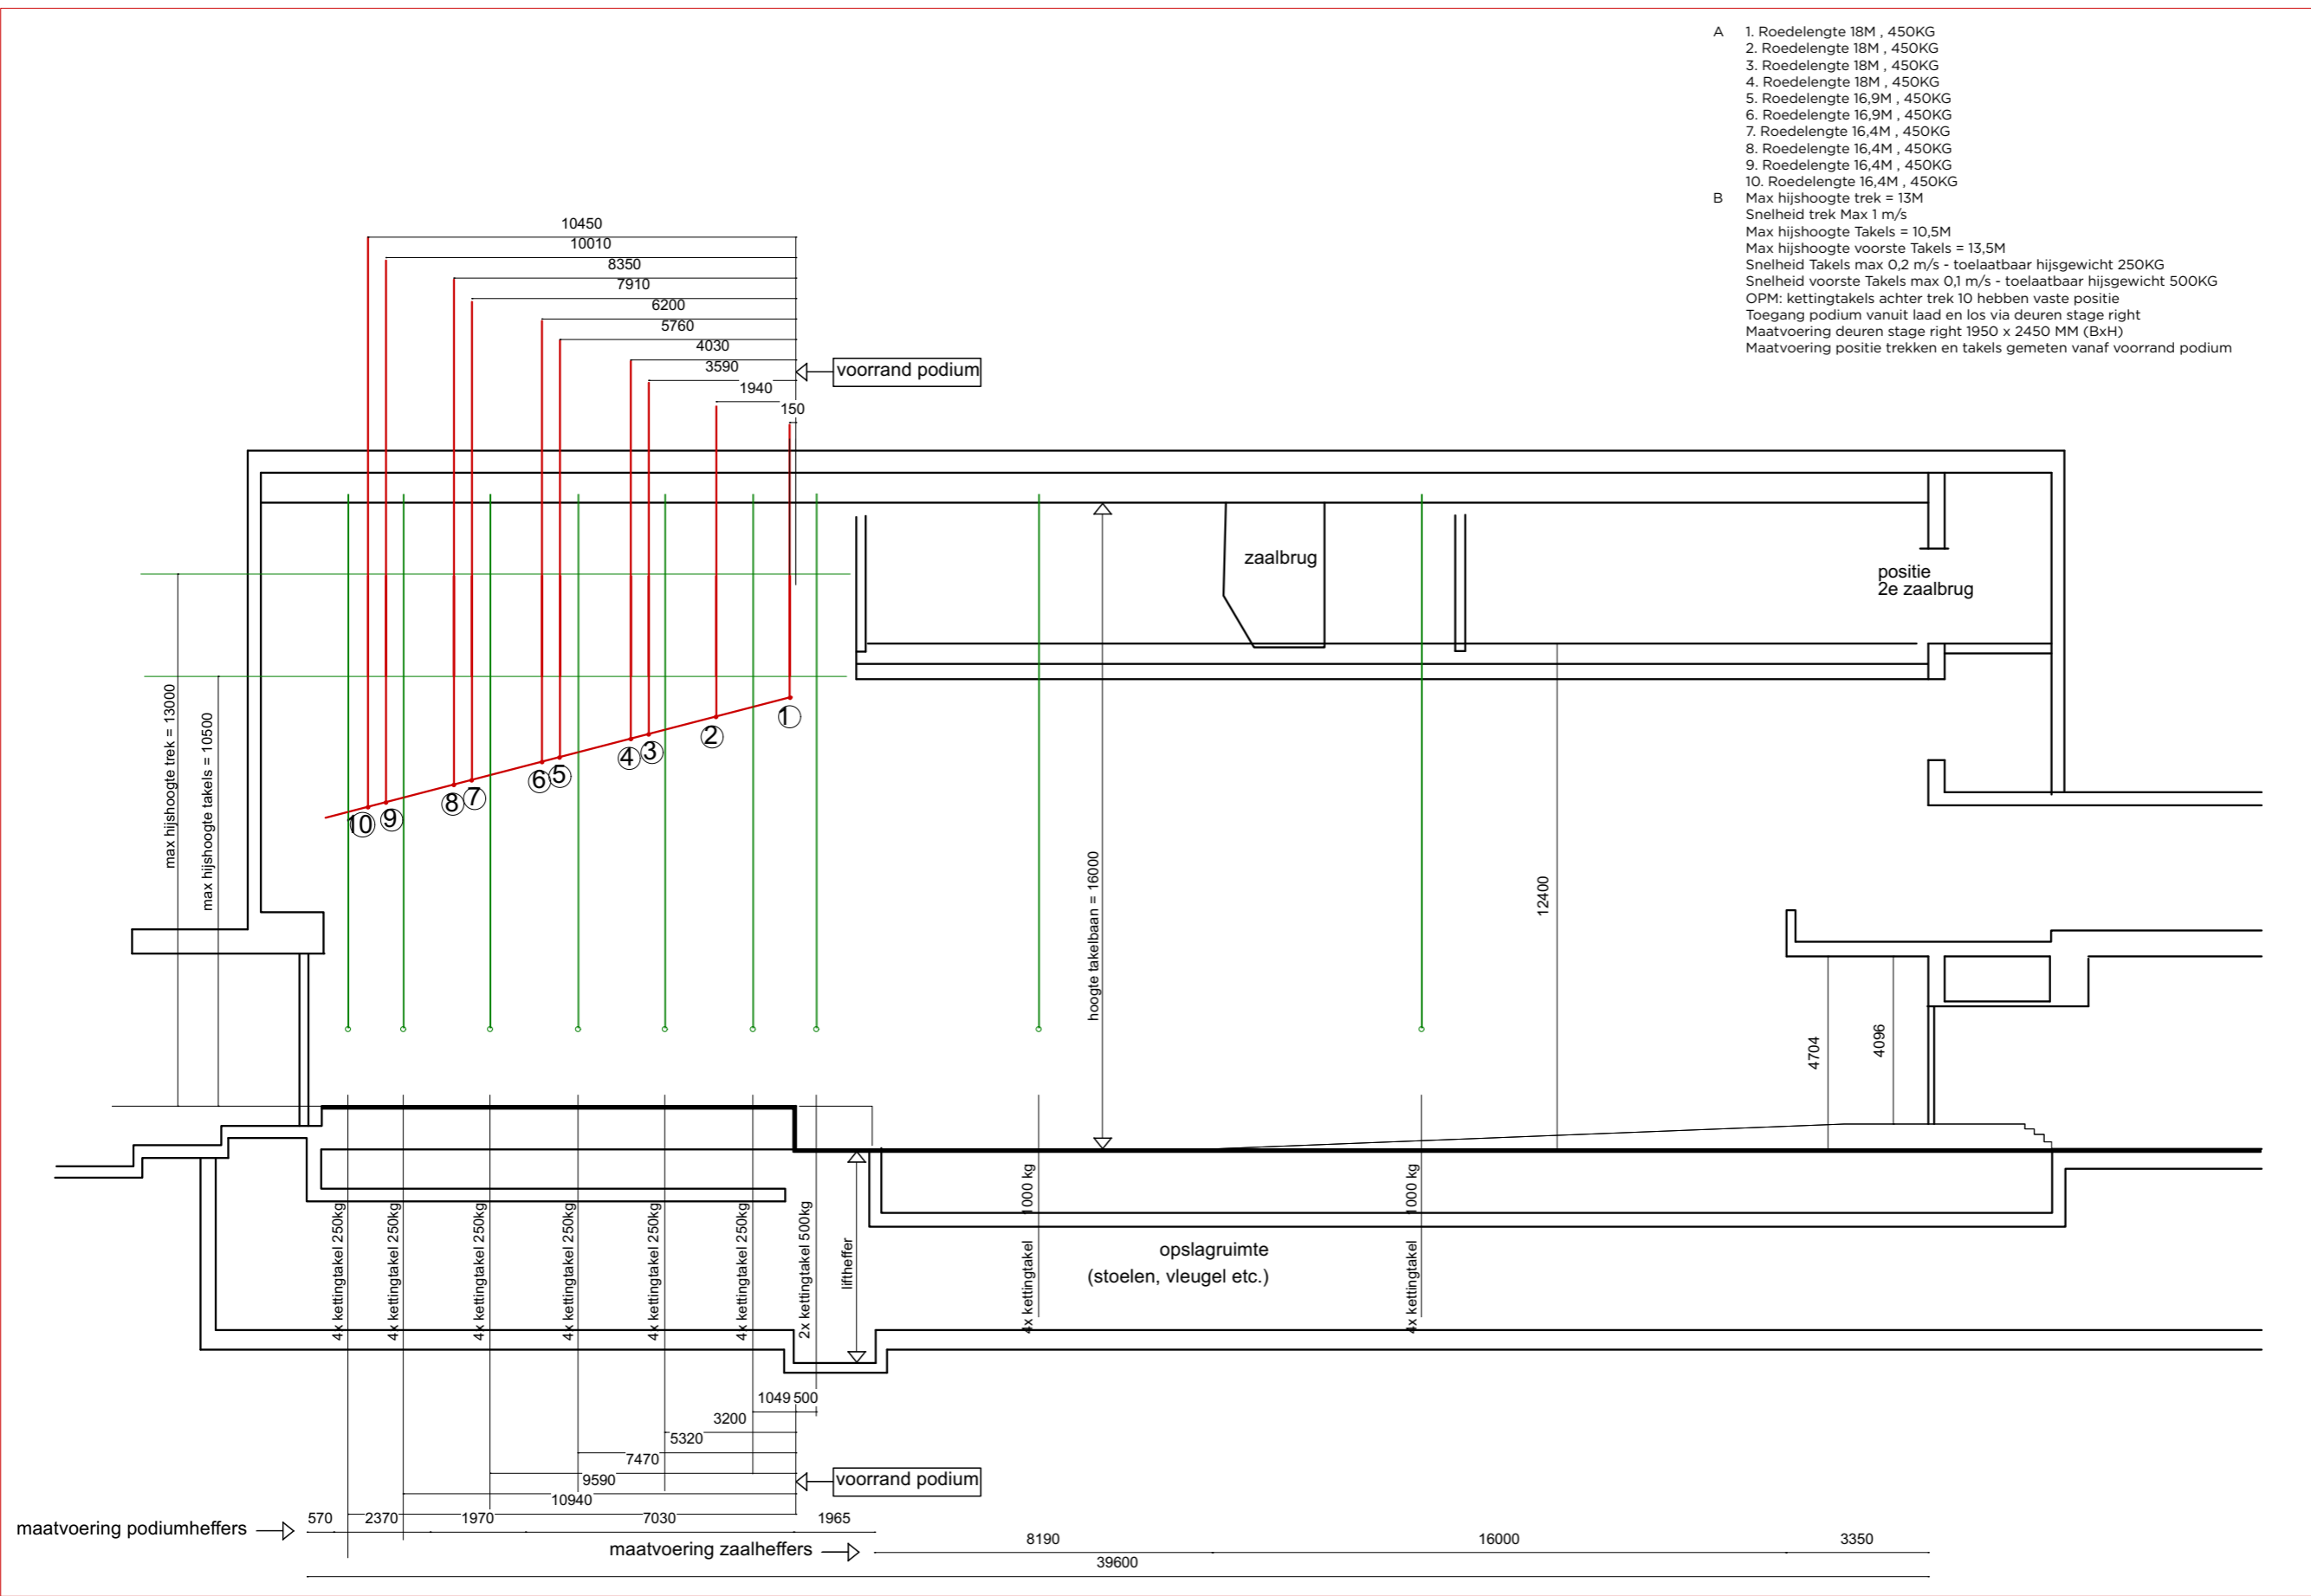 A 1. Roedelengte 18M , 450KG
2. Roedelengte 18M , 450KG
3. Roedelengte 18M , 450KG
4. Roedelengte 18M , 450KG
5. Roedelengte 16,9M , 450KG
6. Roedelengte 16,9M , 450KG
7. Roedelengte 16,4M , 450KG
8. Roedelengte 16,4M , 450KG
9. Roedelengte 16,4M , 450KG
10. Roedelengte 16,4M , 450KG
B Max hijshoogte trek = 13M
Snelheid trek Max 1 m/s
Max hijshoogte Takels = 10,5M
Max hijshoogte voorste Takels = 13,5M
Snelheid Takels max 0,2 m/s - toelaatbaar hijsgewicht 250KG
Snelheid voorste Takels max 0,1 m/s - toelaatbaar hijsgewicht 500KG
OPM: kettingtakels achter trek 10 hebben vaste positie
Toegang podium vanuit laad en los via deuren stage right
Maatvoering deuren stage right 1950 x 2450 MM (BxH)
Maatvoering positie trekken en takels gemeten vanaf voorrand podium
10450
10010
8350
7910
6200
5760
4030
3590
1940
150
voorrand podium
zaalbrug
positie
2e zaalbrug
max hijshoogte trek = 13000
max hijshoogte takels = 10500
10
9
8
7
6
5
4
3
2
1
hoogte takelbaan = 16000
12400
4704
4096
4x kettingtakel 250kg
4x kettingtakel 250kg
4x kettingtakel 250kg
4x kettingtakel 250kg
4x kettingtakel 250kg
4x kettingtakel 250kg
2x kettingtakel 500kg
liftheffer
4x kettingtakel 1000 kg
4x kettingtakel 1000 kg
opslagruimte
(stoelen, vleugel etc.)
1049 500
3200
5320
7470
9590
10940
voorrand podium
maatvoering podiumheffers
570 2370 1970 7030 1965
maatvoering zaalheffers
8190 16000 3350
39600